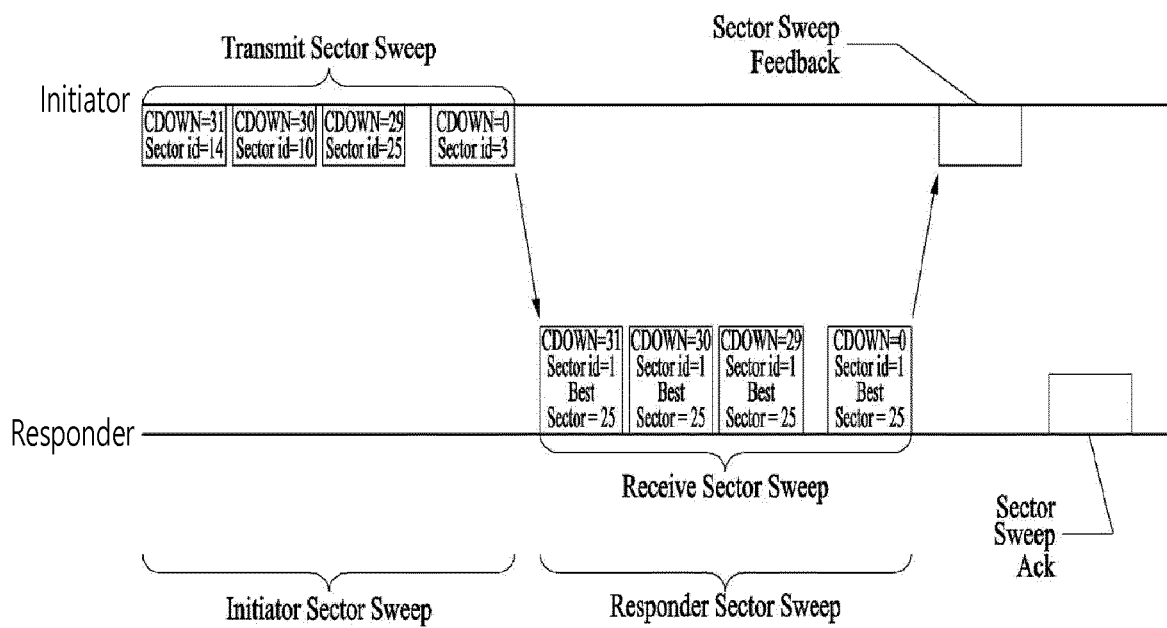 Transmit Sector Sweep
Sector Sweep
Feedback
Initiator
CDOWN=31
Sector id=14
CDOWN=30
Sector id=10
CDOWN=29
Sector id=25
CDOWN=0
Sector id=3
CDOWN=31
Sector id=1
Best
Sector = 25
CDOWN=30
Sector id=1
Best
Sector = 25
CDOWN=29
Sector id=1
Best
Sector = 25
CDOWN=0
Sector id=1
Best
Sector = 25
Responder
Receive Sector Sweep
Sector
Sweep
Ack
Initiator Sector Sweep
Responder Sector Sweep